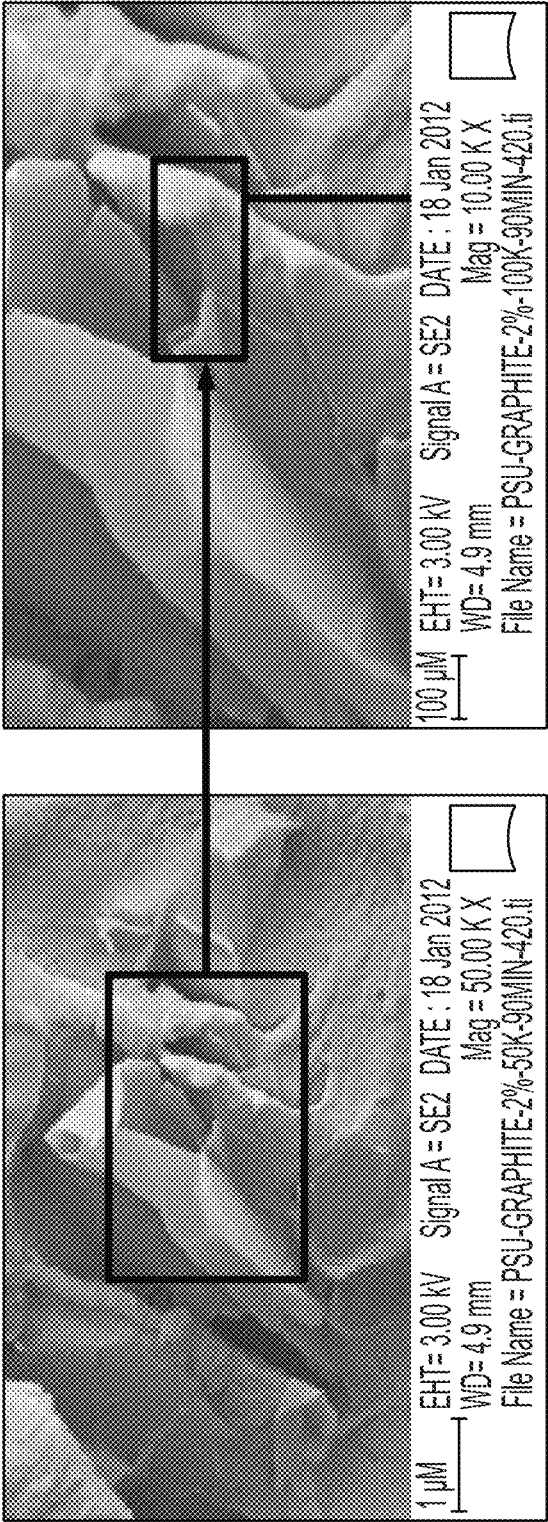 1 µM EHT= 3.00 kV Signal A = SE2 DATE : 18 Jan 2012
WD= 4.9 mm Mag = 50.00 K X
File Name = PSU-GRAPHITE-2%-50K-90MIN-420.ti
100 µM EHT= 3.00 kV Signal A = SE2 DATE : 18 Jan 2012
WD= 4.9 mm Mag = 10.00 K X
File Name = PSU-GRAPHITE-2%-100K-90MIN-420.ti